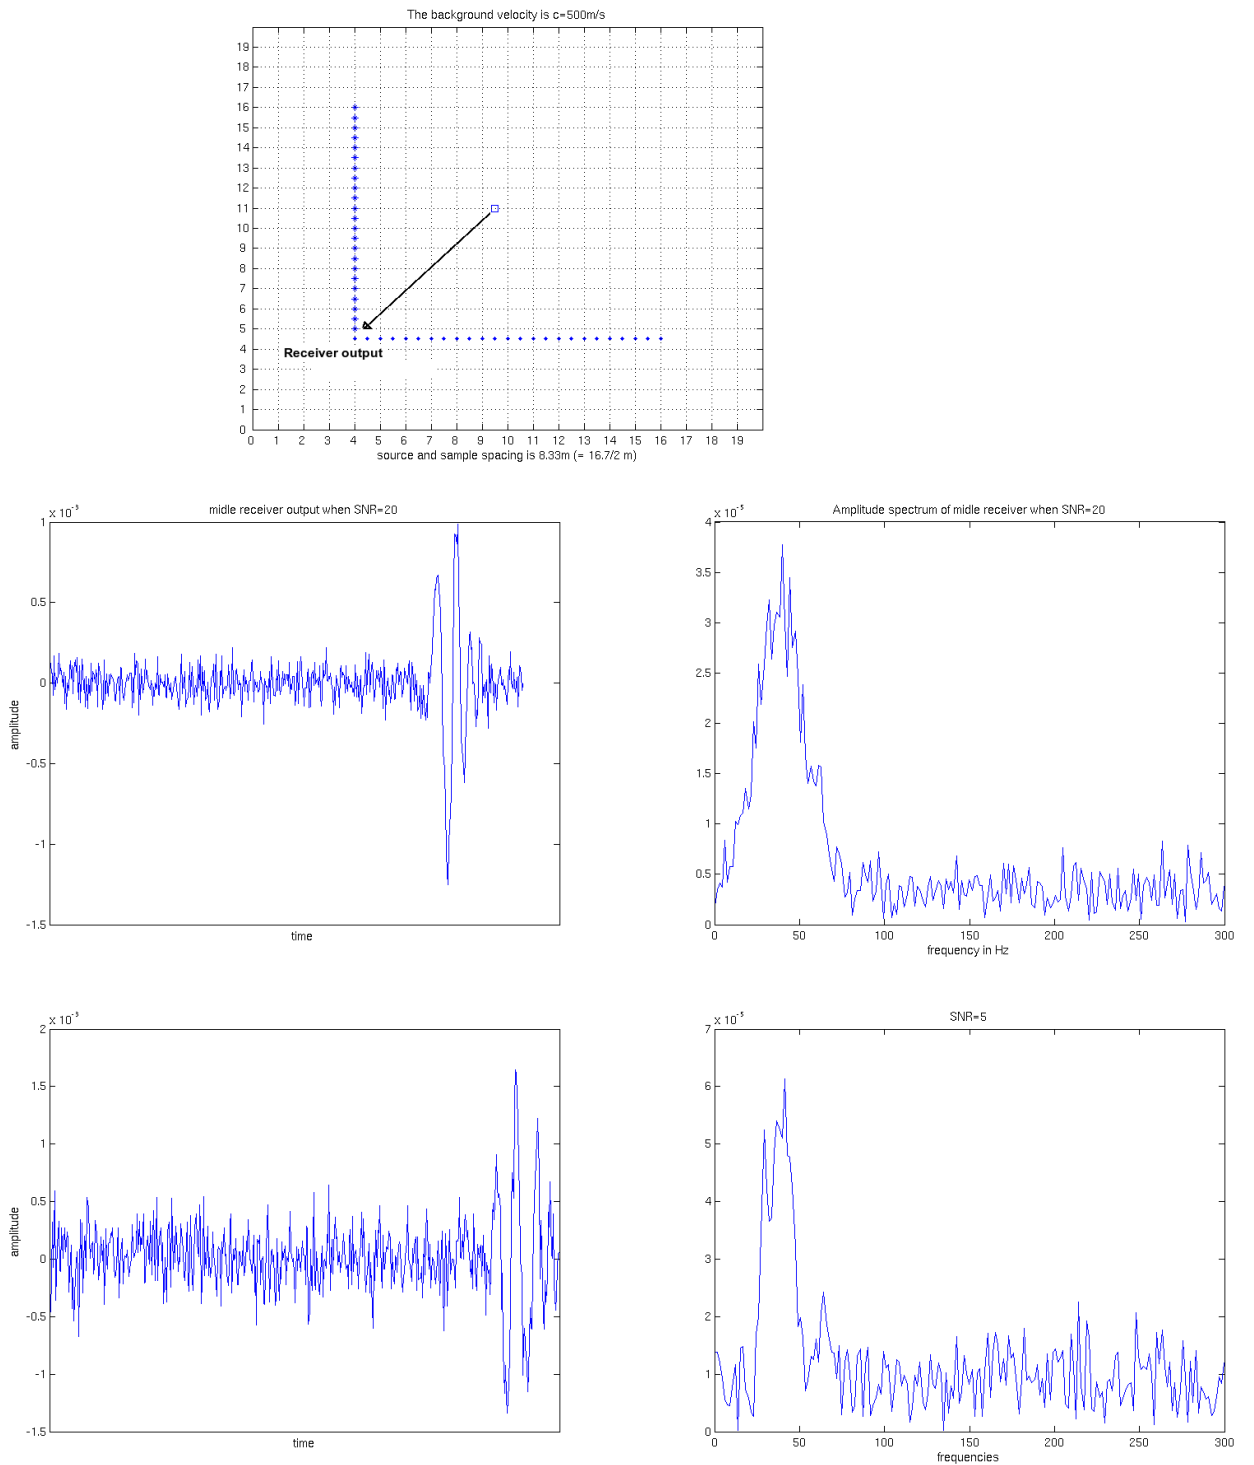 The background velocity is c=500m/s
19
18
17
16
15
14
13
12
11
10
9
8
7
6
5
4
3
2
1
0
Receiver output
0 1 2 3 4 5 6 7 8 9 10 11 12 13 14 15 16 17 18 19
source and sample spacing is 8.33m (= 16.7/2 m)
midle receiver output when SNR=20
x 10⁻³
1
0.5
0
-0.5
-1
-1.5
amplitude
time
Amplitude spectrum of midle receiver when SNR=20
4 x 10⁻⁵
3.5
3
2.5
2
1.5
1
0.5
0
0 50 100 150 200 250 300
frequency in Hz
2 x 10⁻³
1.5
1
0.5
0
-0.5
-1
-1.5
amplitude
time
SNR=5
7 x 10⁻⁵
6
5
4
3
2
1
0
0 50 100 150 200 250 300
frequencies